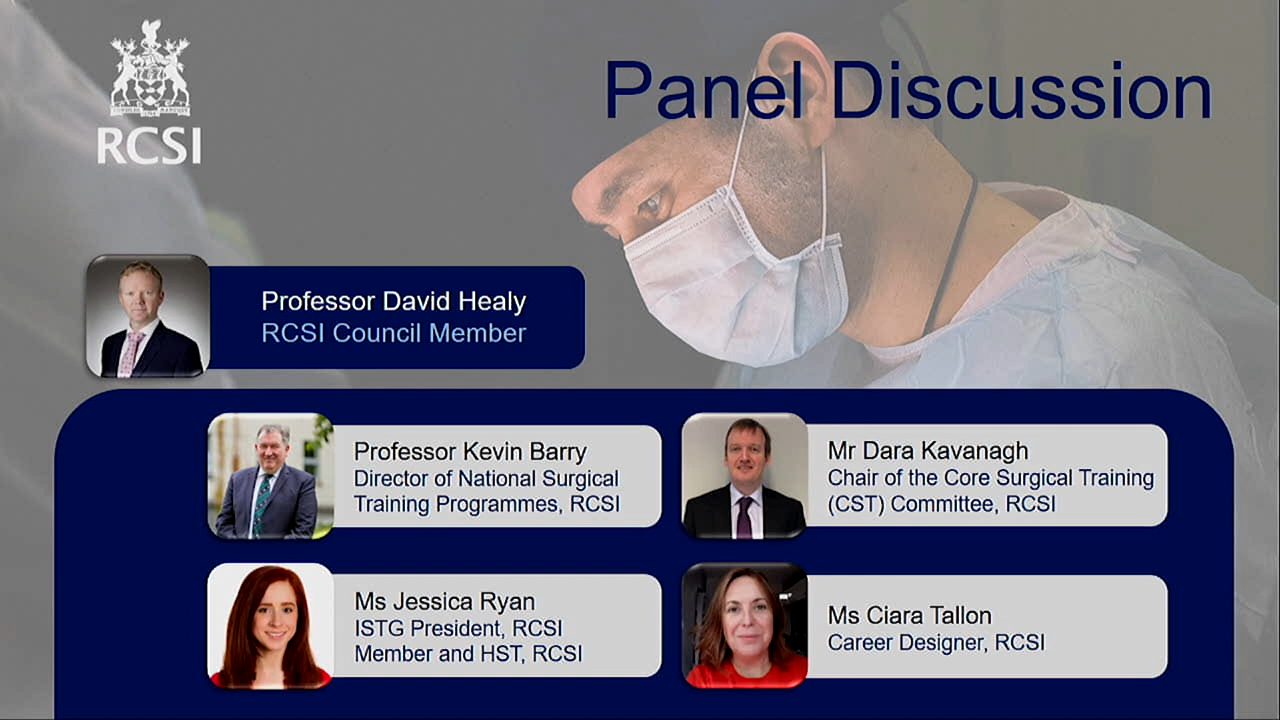 RCSI
Panel Discussion
Professor David Healy
RCSI Council Member
Professor Kevin Barry
Director of National Surgical
Training Programmes, RCSI
Mr Dara Kavanagh
Chair of the Core Surgical Training
(CST) Committee, RCSI
Ms Jessica Ryan
ISTG President, RCSI
Member and HST, RCSI
Ms Ciara Tallon
Career Designer, RCSI